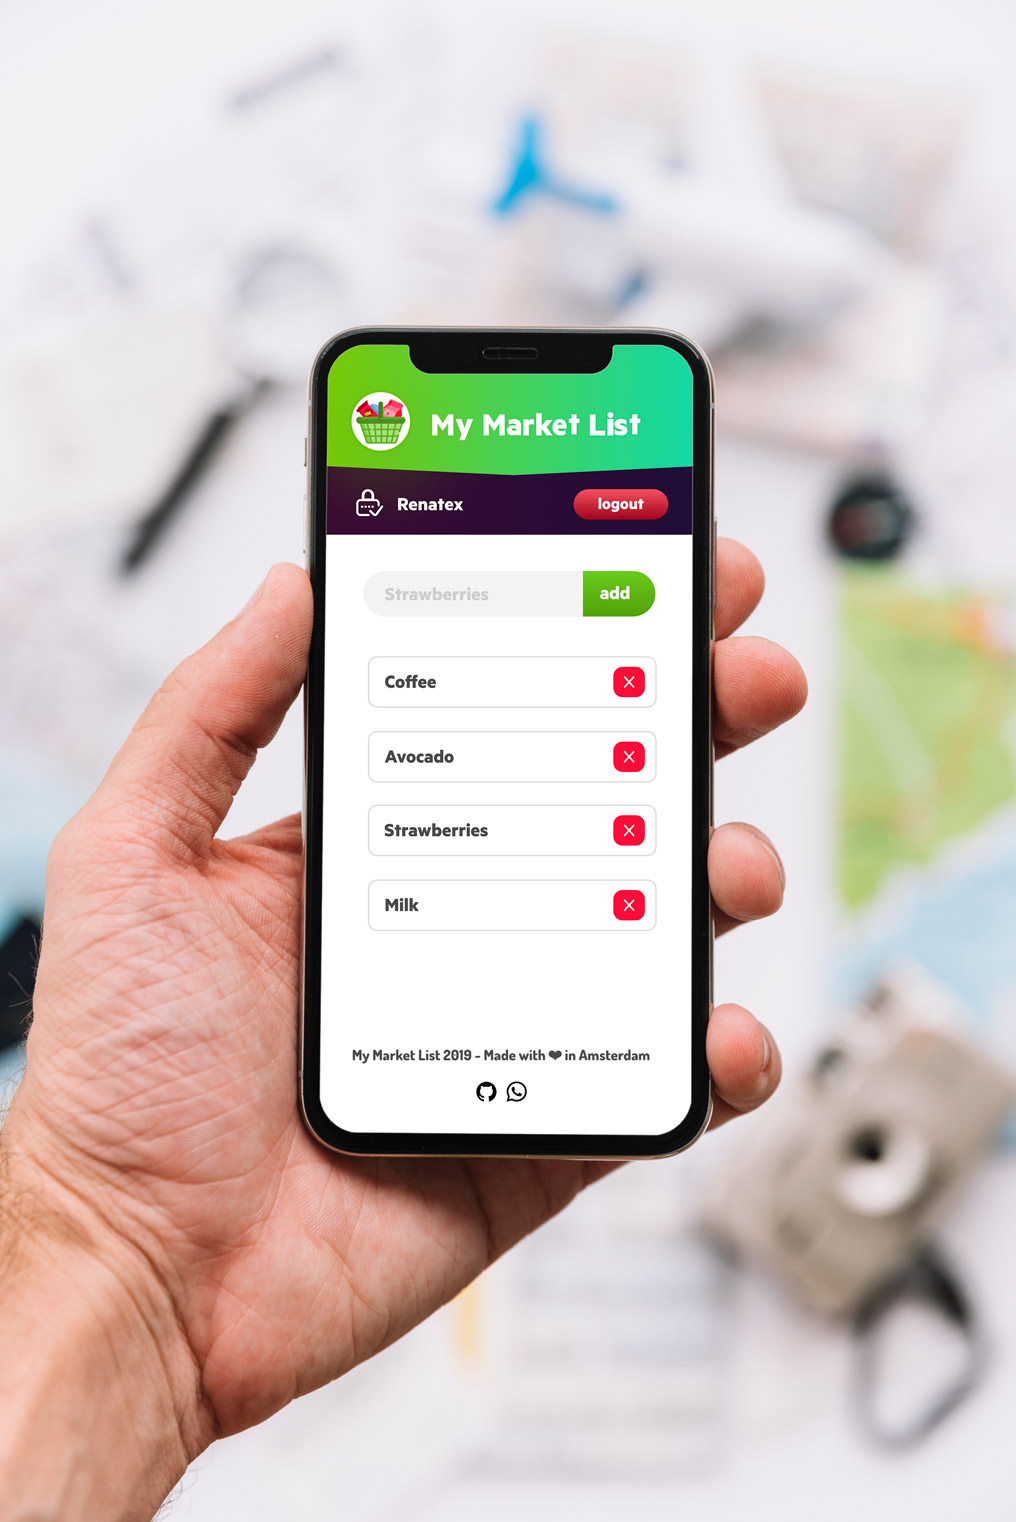 My Market List
Renatex
logout
Strawberries
add
Coffee
Avocado
Strawberries
Milk
My Market List 2019 - Made with ❤ in Amsterdam